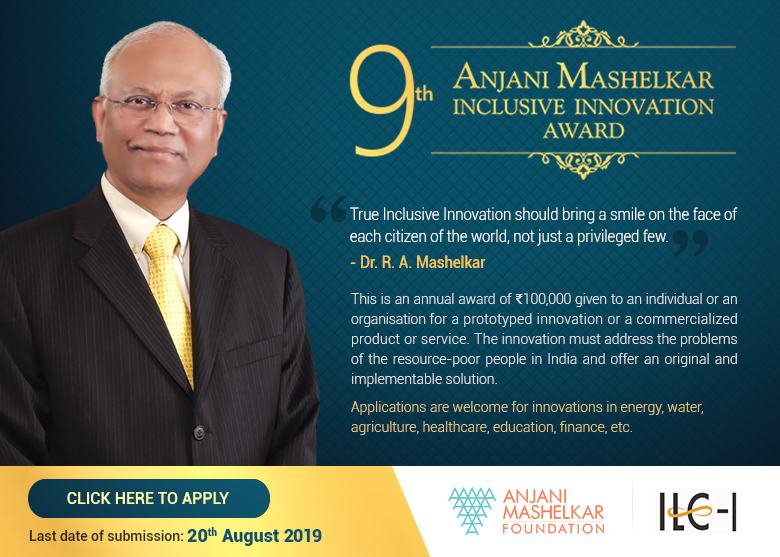 9th
ANJANI MASHELKAR
INCLUSIVE INNOVATION
AWARD
“ True Inclusive Innovation should bring a smile on the face of
each citizen of the world, not just a privileged few. ”
- Dr. R. A. Mashelkar
This is an annual award of ₹100,000 given to an individual or an
organisation for a prototyped innovation or a commercialized
product or service. The innovation must address the problems
of the resource-poor people in India and offer an original and
implementable solution.
Applications are welcome for innovations in energy, water,
agriculture, healthcare, education, finance, etc.
CLICK HERE TO APPLY
Last date of submission: 20th August 2019
ANJANI
MASHELKAR
FOUNDATION
ILC-I